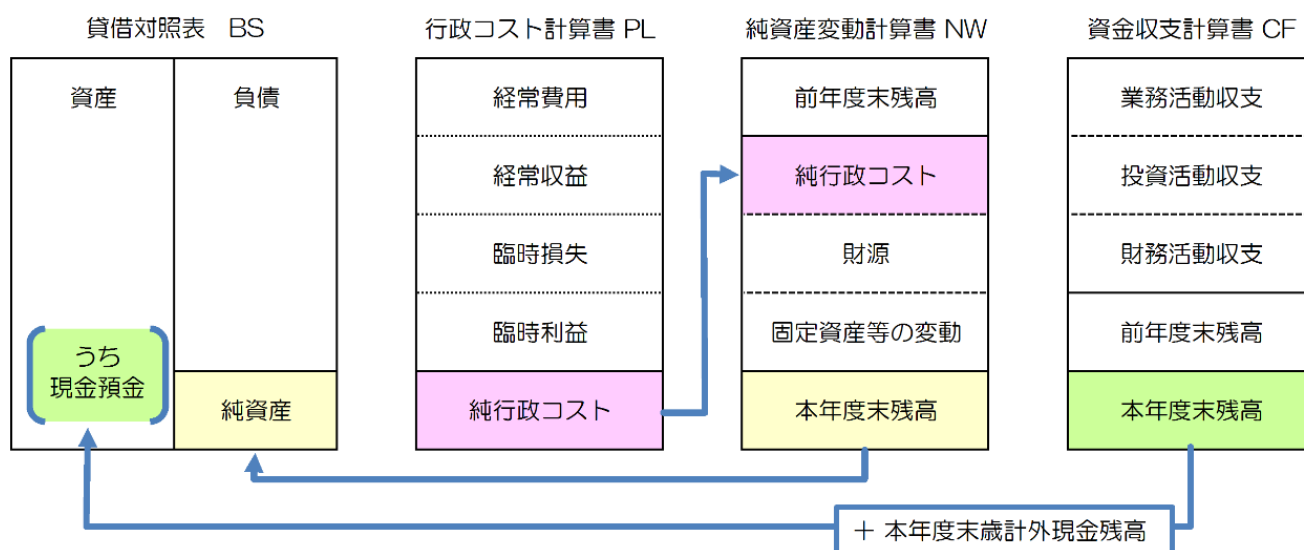 貸借対照表　BS
資産
負債
うち
現金預金
純資産
行政コスト計算書 PL
経常費用
経常収益
臨時損失
臨時利益
純行政コスト
純資産変動計算書 NW
前年度末残高
純行政コスト
財源
固定資産等の変動
本年度末残高
資金収支計算書 CF
業務活動収支
投資活動収支
財務活動収支
前年度末残高
本年度末残高
＋ 本年度末歳計外現金残高